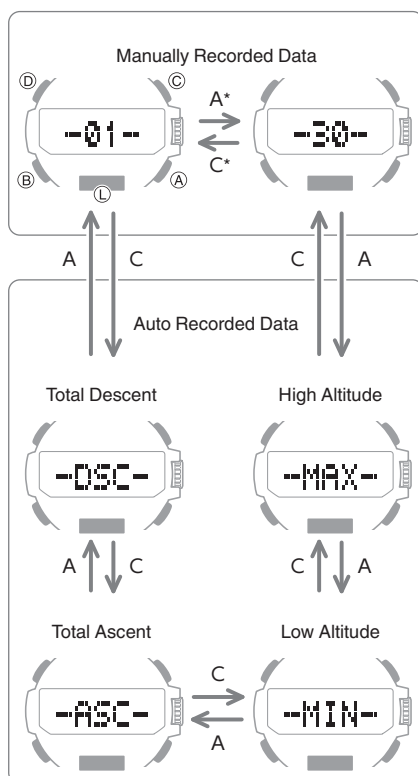 Manually Recorded Data
D
C
A*
-01-
-30-
C*
B
A
L
A
C
C
A
Auto Recorded Data
Total Descent
High Altitude
-DSC-
-MAX-
A
C
C
A
Total Ascent
Low Altitude
C
-ASC-
-MIN-
A